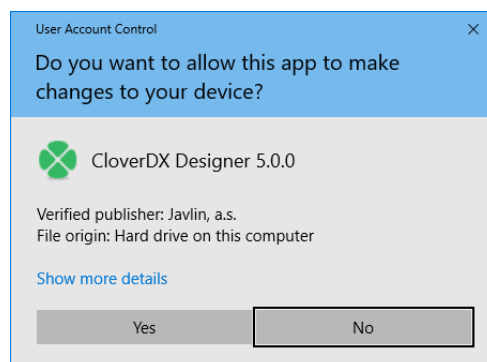 User Account Control
Do you want to allow this app to make
changes to your device?
CloverDX Designer 5.0.0
Verified publisher: Javlin, a.s.
File origin: Hard drive on this computer
Show more details
Yes
No